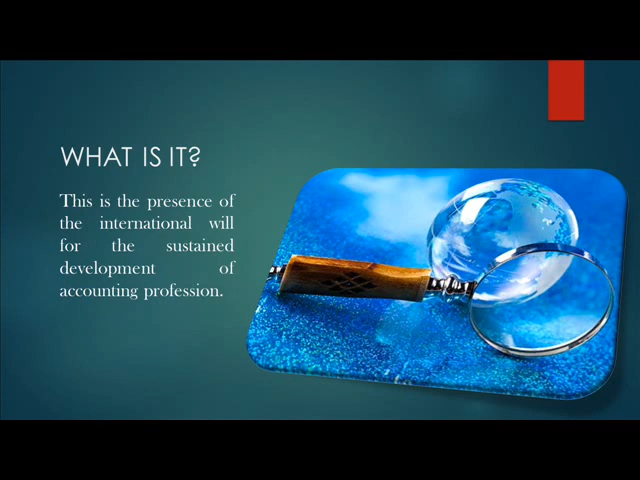 WHAT IS IT?
This is the presence of
the international will
for the sustained
development of
accounting profession.